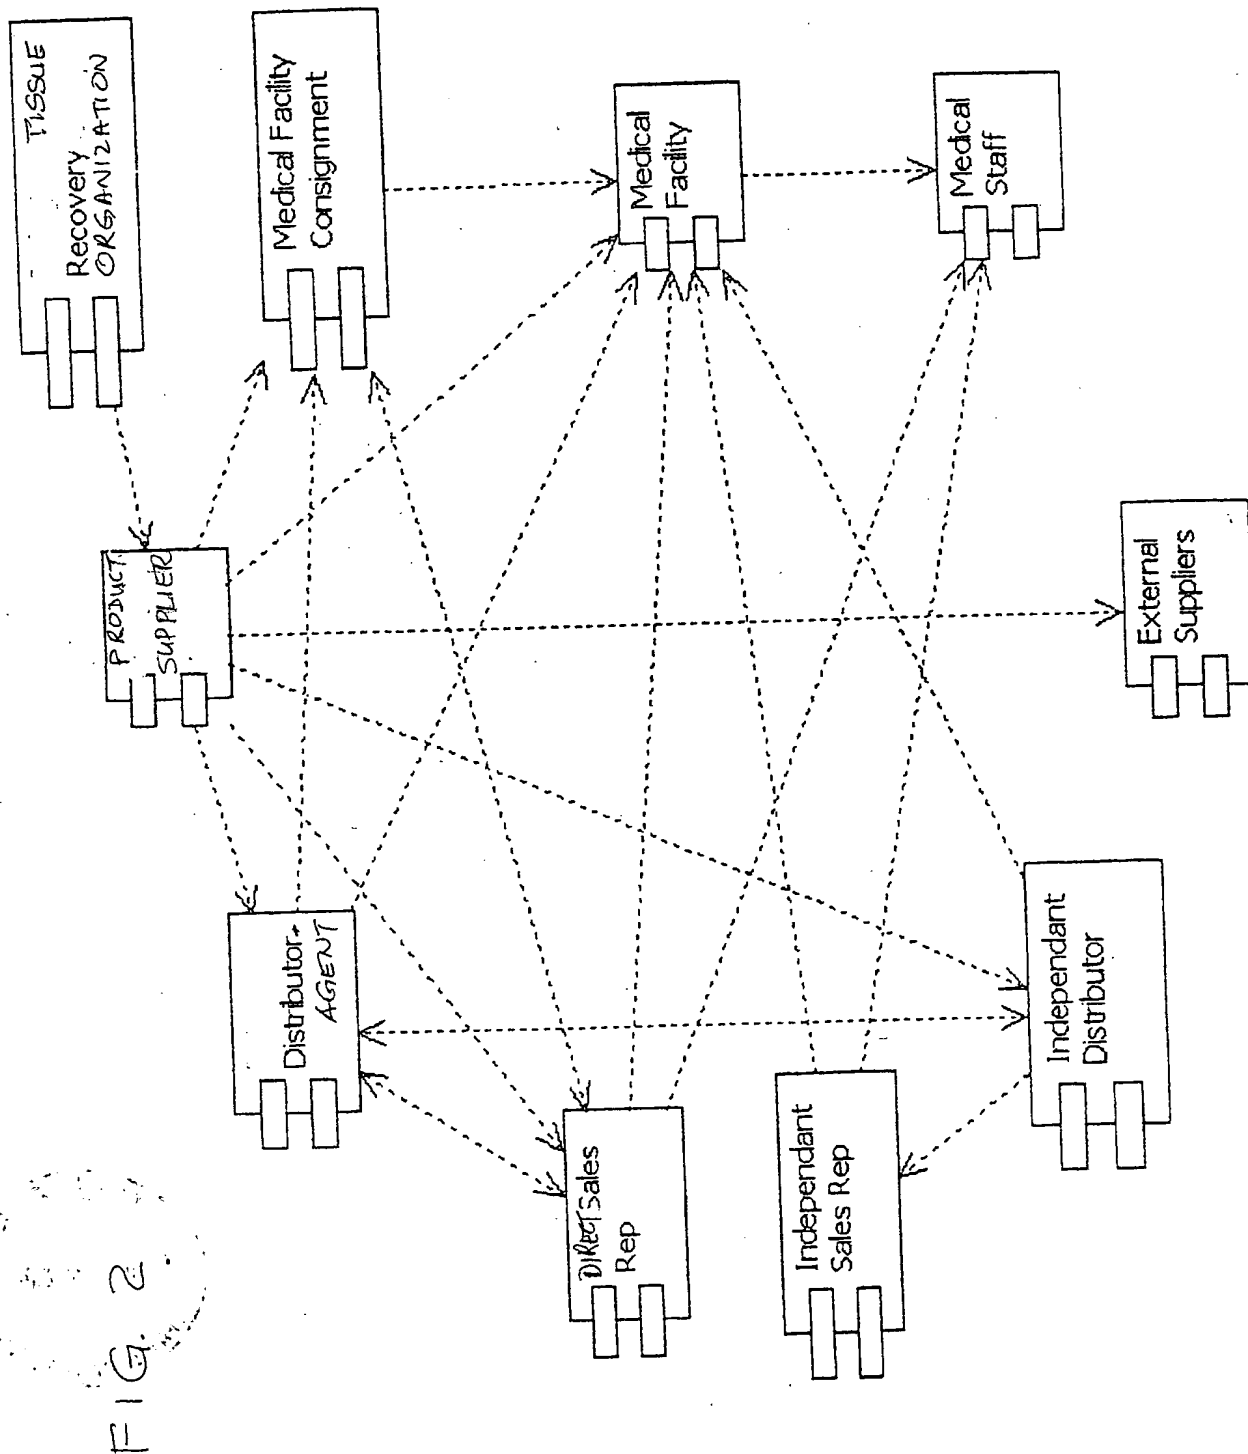 FIG. 2
TISSUE
Recovery
ORGANIZATION
PRODUCT
SUPPLIER
Medical Facility
Consignment
Distributor
AGENT
Medical
Facility
DIRECT Sales
Rep
Independant
Sales Rep
Medical
Staff
Independant
Distributor
External
Suppliers